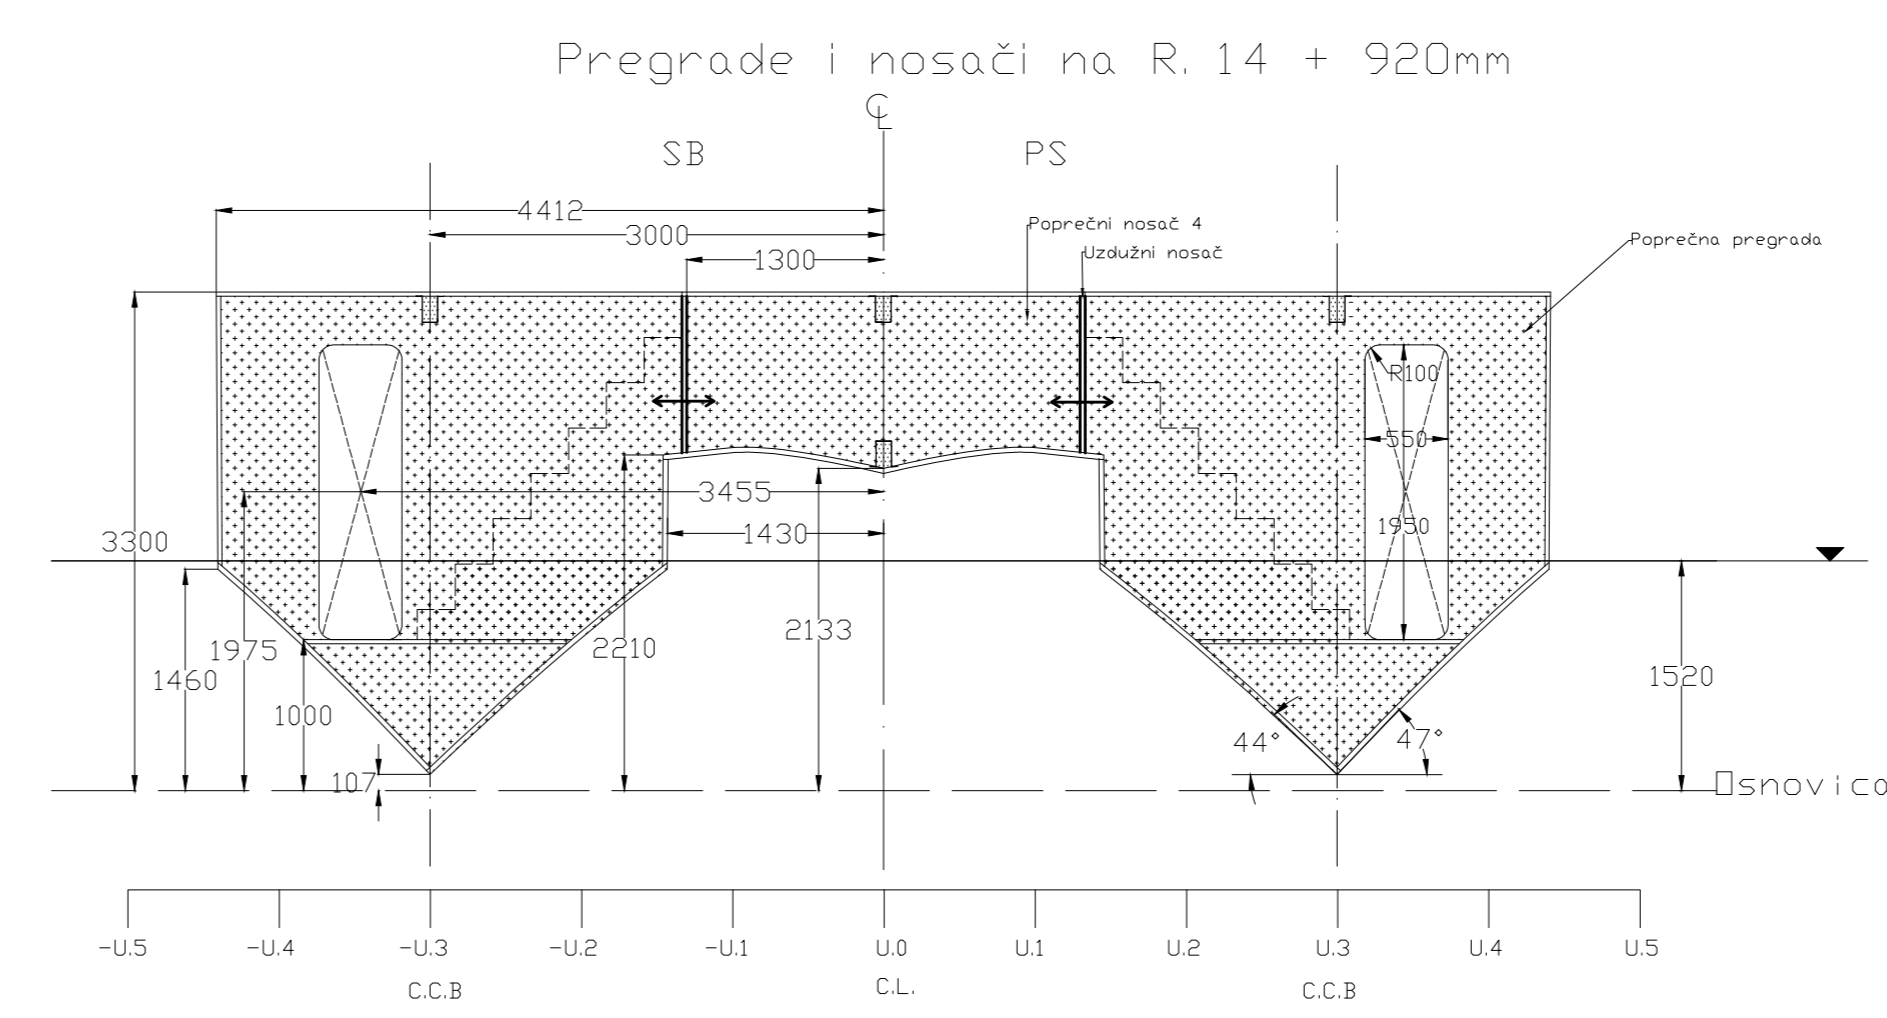 Pregrade i nosači na R. 14 + 920mm
℄
SB PS
4412
3000
1300
Poprečni nosač 4
Uzdužni nosač
Poprečna pregrada
R100
550
3455
1950
1430
3300
2133
2210
1975
1460
1000
107
1520
44°
47°
Osnovica
-U.5 -U.4 -U.3 -U.2 -U.1 U.0 U.1 U.2 U.3 U.4 U.5
C.C.B C.L. C.C.B